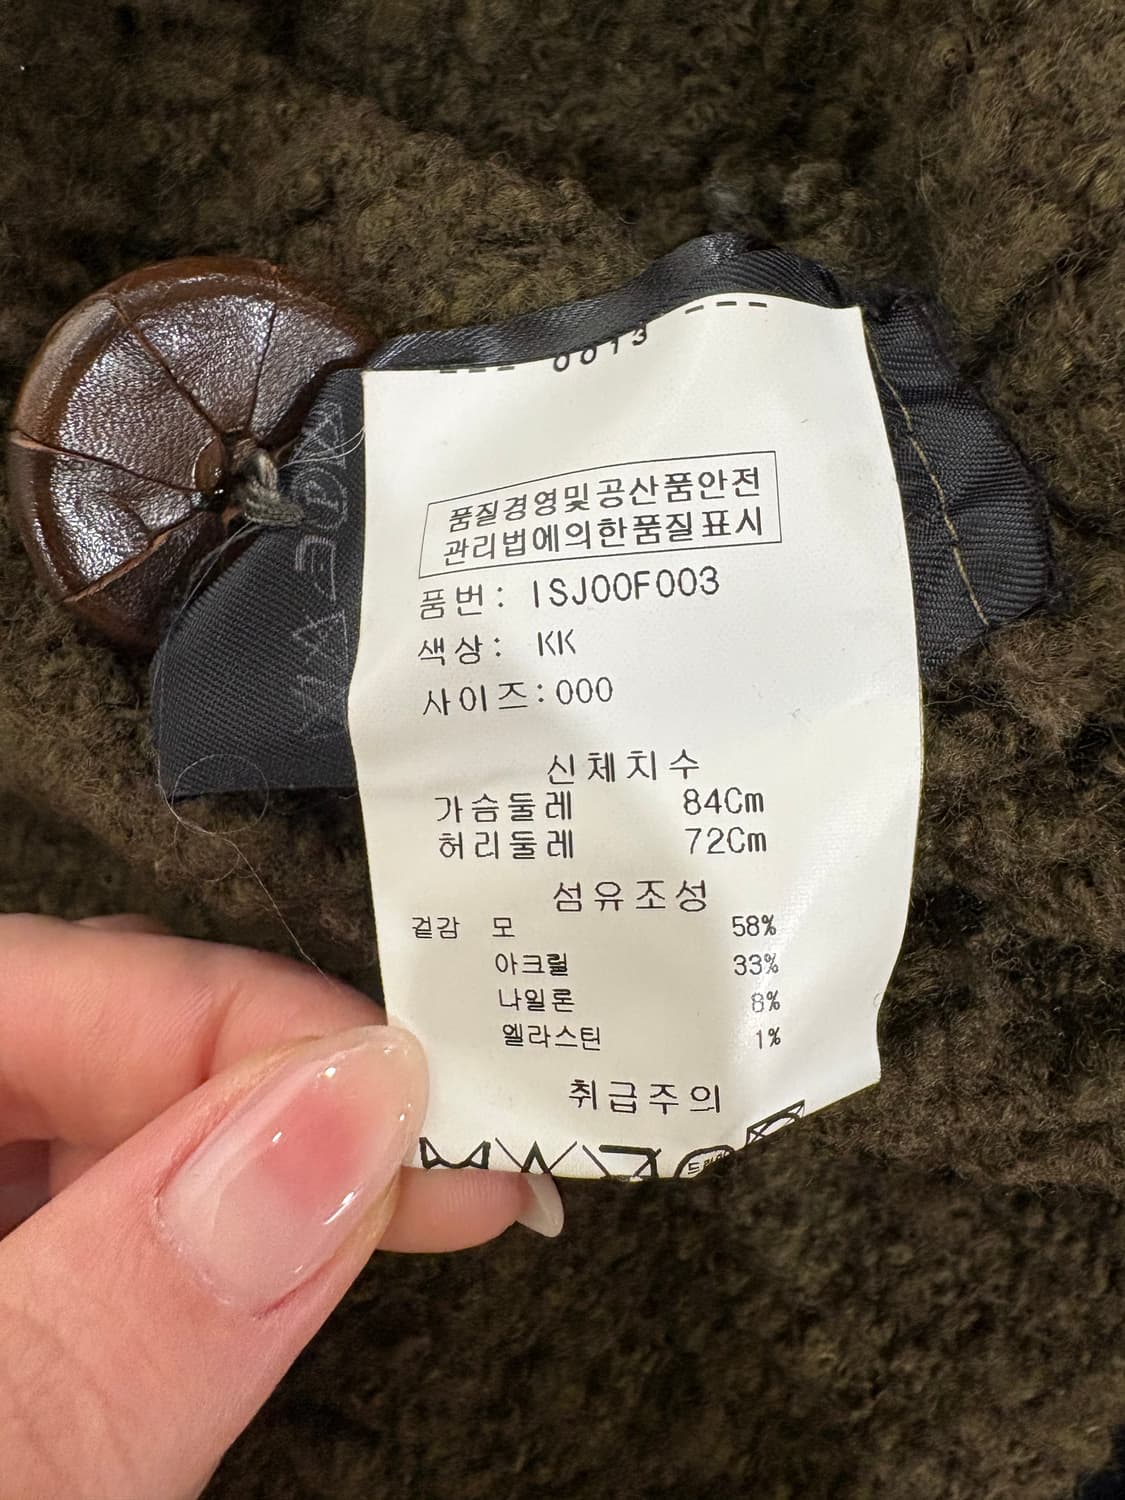 --- 0013 ---
품질경영및공산품안전
관리법에의한품질표시
품번: ISJ00F003
색상: KK
사이즈:000
신체치수
가슴둘레 84Cm
허리둘레 72Cm
섬유조성
겉감 모 58%
아크릴 33%
나일론 8%
엘라스틴 1%
취급주의